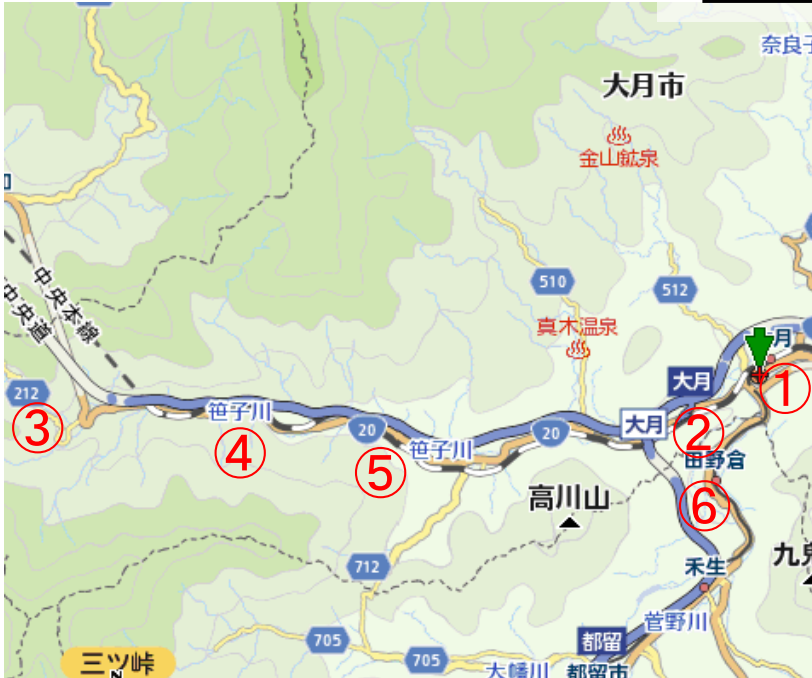 奈良子
大月市
金山鉱泉
中央本線
中央道
510
512
真木温泉
月
①
大月
212
③
笹子川
④
20
⑤
笹子川
20
大月
②
田野倉
⑥
高川山
九鬼
712
禾生
菅野川
705
705
都留
三ツ峠
大幡川
都留市